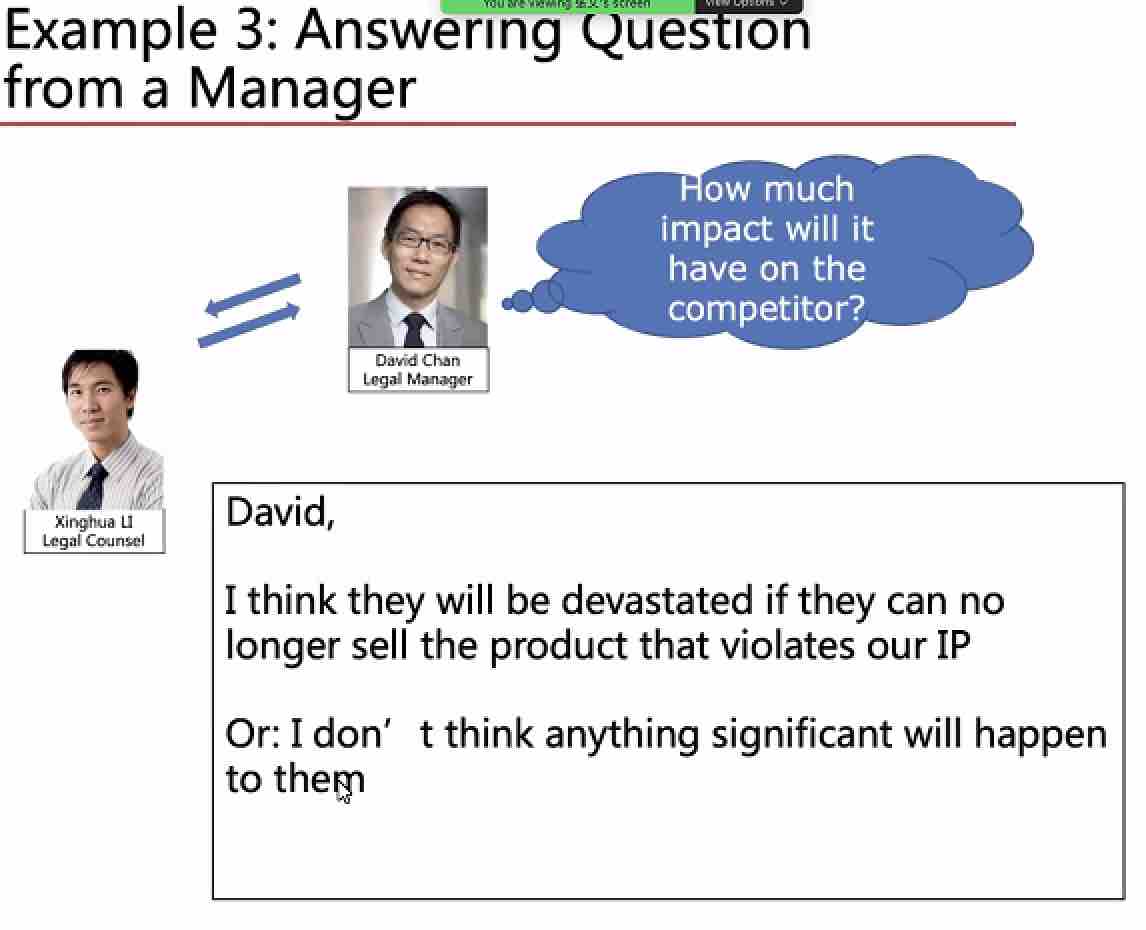 You are viewing SESC's screen
View Options
Example 3: Answering Question
from a Manager
How much
impact will it
have on the
competitor?
David Chan
Legal Manager
Xinghua LI
Legal Counsel
David,
I think they will be devastated if they can no
longer sell the product that violates our IP
Or: I don’ t think anything significant will happen
to them